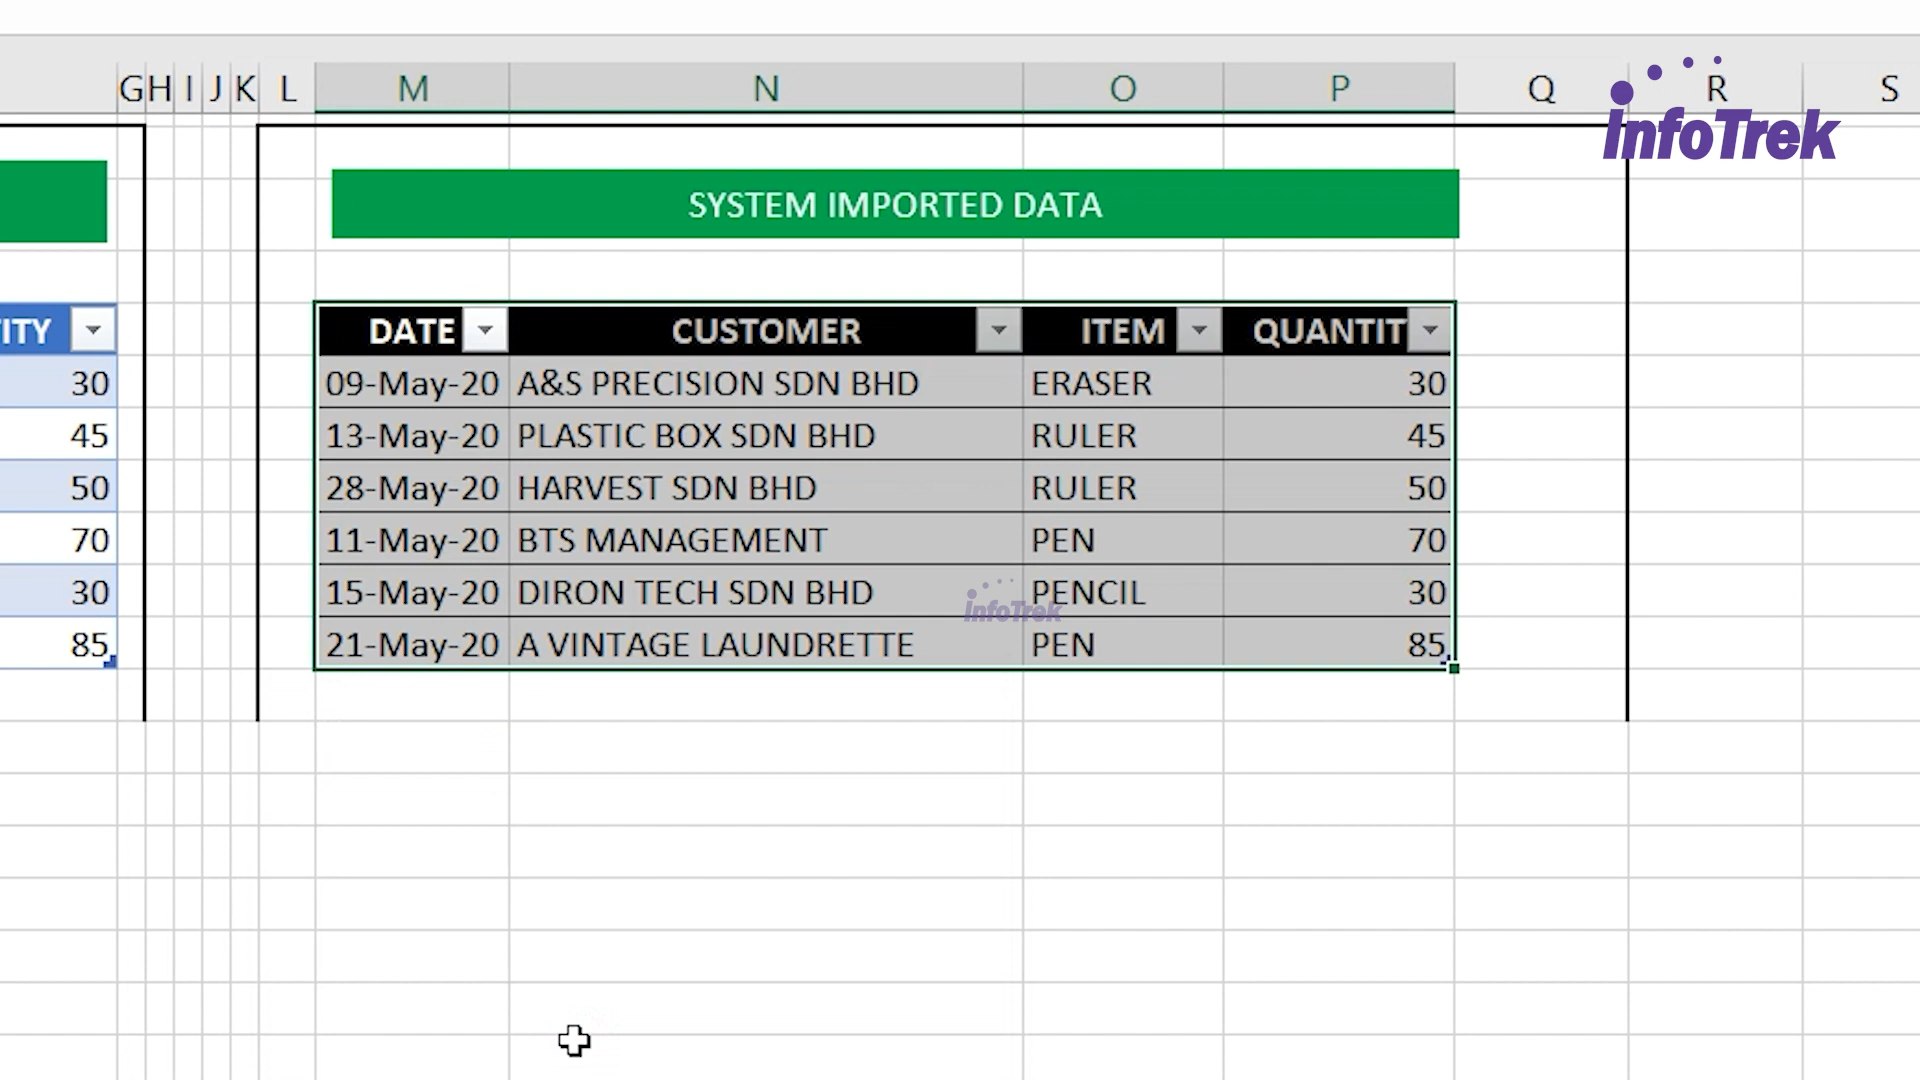 G H I J K L M N O P Q R S
infoTrek
SYSTEM IMPORTED DATA
ITY DATE CUSTOMER ITEM QUANTIT
30 09-May-20 A&S PRECISION SDN BHD ERASER 30
45 13-May-20 PLASTIC BOX SDN BHD RULER 45
50 28-May-20 HARVEST SDN BHD RULER 50
70 11-May-20 BTS MANAGEMENT PEN 70
30 15-May-20 DIRON TECH SDN BHD PENCIL 30
infoTrek
85 21-May-20 A VINTAGE LAUNDRETTE PEN 85